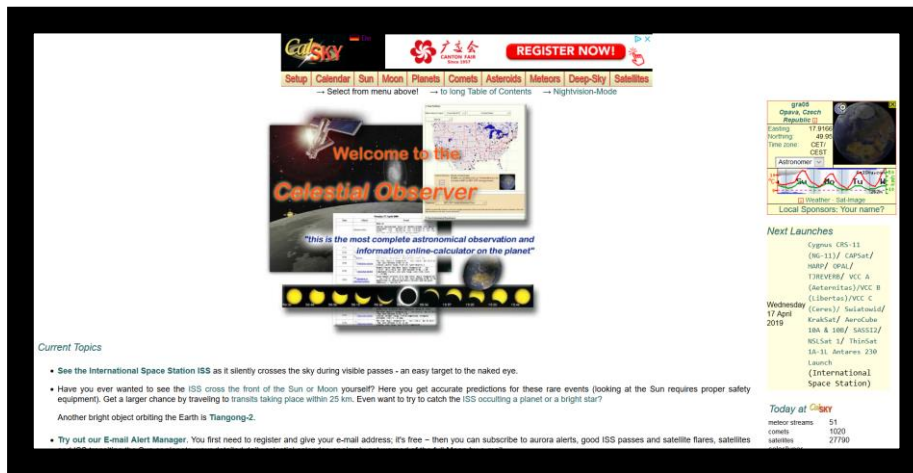 CalSKY
De
广交会
CANTON FAIR
Since 1957
REGISTER NOW!
Setup Calendar Sun Moon Planets Comets Asteroids Meteors Deep-Sky Satellites
→ Select from menu above! → to long Table of Contents → Nightvision-Mode
Welcome to the
Celestial Observer
"this is the most complete astronomical observation and
information online-calculator on the planet"
gra08
Opava, Czech
Republic
Easting: 17.9166
Northing: 49.95
Time zone: CET/
CEST
Astronomer
Weather - Sat-Image
Local Sponsors: Your name?
Next Launches
Wednesday
17 April
2019
Cygnus CRS-11
(NG-11)/ CAPSat/
HARP/ OPAL/
TJREVERB/ VCC A
(Aeternitas)/VCC B
(Libertas)/VCC C
(Ceres)/ Swiatowid/
KrakSat/ AeroCube
10A & 10B/ SASSI2/
NSLSat 1/ ThinSat
1A-1L Antares 230
Launch
(International
Space Station)
Today at CalSKY
meteor streams 51
comets 1020
satellites 27790
Current Topics
• See the International Space Station ISS as it silently crosses the sky during visible passes - an easy target to the naked eye.
• Have you ever wanted to see the ISS cross the front of the Sun or Moon yourself? Here you get accurate predictions for these rare events (looking at the Sun requires proper safety
equipment). Get a larger chance by traveling to transits taking place within 25 km. Even want to try to catch the ISS occulting a planet or a bright star?
Another bright object orbiting the Earth is Tiangong-2.
• Try out our E-mail Alert Manager. You first need to register and give your e-mail address; it's free – then you can subscribe to aurora alerts, good ISS passes and satellite flares, satellites